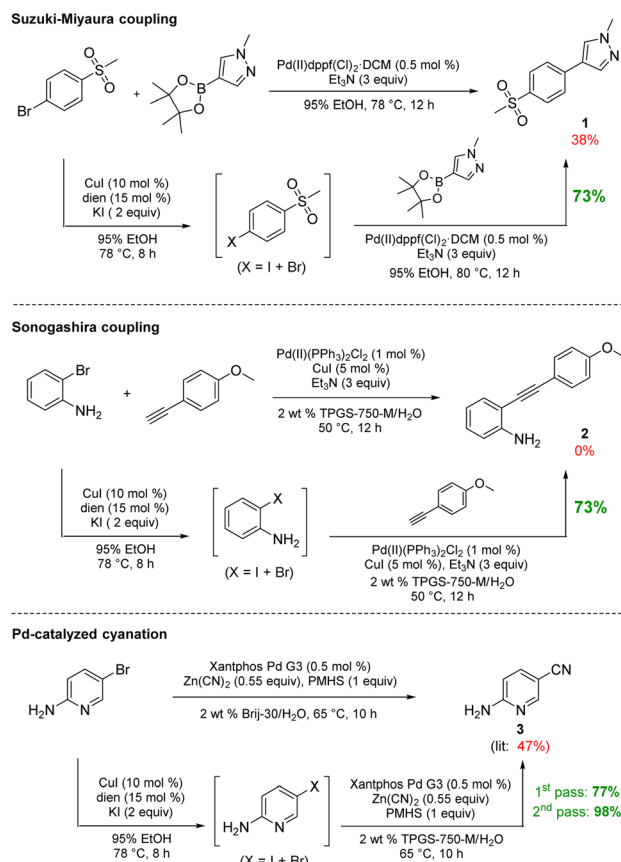 Suzuki-Miyaura coupling
Br
S
O
O
+
O
B
O
N
N
Pd(II)dppf(Cl)2·DCM (0.5 mol %)
Et3N (3 equiv)
95% EtOH, 78 °C, 12 h
N
N
S
O
O
1
38%
CuI (10 mol %)
dien (15 mol %)
KI ( 2 equiv)
95% EtOH
78 °C, 8 h
O
S
O
X
(X = I + Br)
O
B
O
N
N
Pd(II)dppf(Cl)2·DCM (0.5 mol %)
Et3N (3 equiv)
95% EtOH, 80 °C, 12 h
73%
Sonogashira coupling
Br
NH2
+
O
Pd(II)(PPh3)2Cl2 (1 mol %)
CuI (5 mol %)
Et3N (3 equiv)
2 wt % TPGS-750-M/H2O
50 °C, 12 h
O
NH2
2
0%
CuI (10 mol %)
dien (15 mol %)
KI ( 2 equiv)
95% EtOH
78 °C, 8 h
X
NH2
(X = I + Br)
O
Pd(II)(PPh3)2Cl2 (1 mol %)
CuI (5 mol %), Et3N (3 equiv)
2 wt % TPGS-750-M/H2O
50 °C, 12 h
73%
Pd-catalyzed cyanation
Br
H2N
N
Xantphos Pd G3 (0.5 mol %)
Zn(CN)2 (0.55 equiv), PMHS (1 equiv)
2 wt % Brij-30/H2O, 65 °C, 10 h
CN
H2N
N
3
(lit: 47%)
CuI (10 mol %)
dien (15 mol %)
KI (2 equiv)
95% EtOH
78 °C, 8 h
X
H2N
N
(X = I + Br)
Xantphos Pd G3 (0.5 mol %)
Zn(CN)2 (0.55 equiv)
PMHS (1 equiv)
2 wt % TPGS-750-M/H2O
65 °C, 10 h
1st pass: 77%
2nd pass: 98%